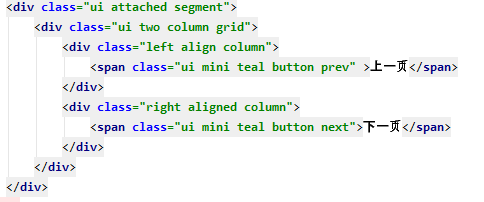 <div class="ui attached segment">
<div class="ui two column grid">
<div class="left align column">
<span class="ui mini teal button prev" >上一页</span>
</div>
<div class="right aligned column">
<span class="ui mini teal button next">下一页</span>
</div>
</div>
</div>